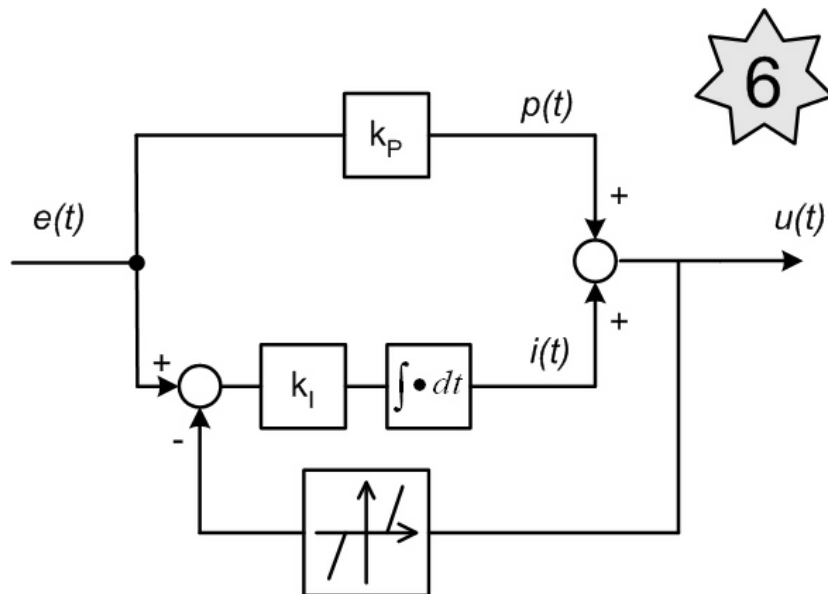 6
p(t)
k_P
e(t)
u(t)
+
+
i(t)
+
k_I
∫•dt
-